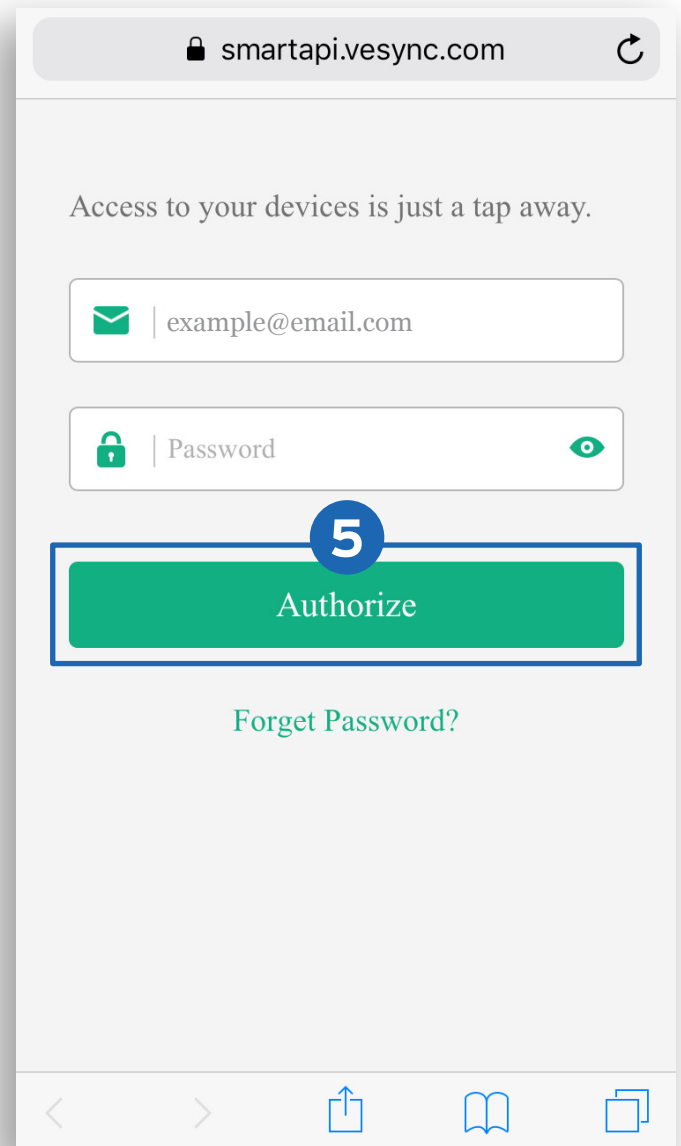 smartapi.vesync.com
Access to your devices is just a tap away.
example@email.com
Password
5
Authorize
Forget Password?